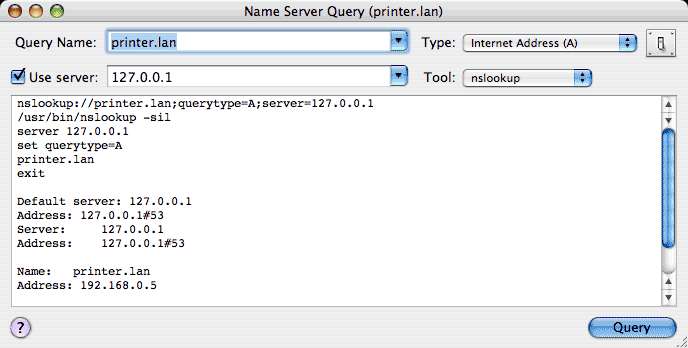 Name Server Query (printer.lan)
Query Name: printer.lan Type: Internet Address (A)
Use server: 127.0.0.1 Tool: nslookup
nslookup://printer.lan;querytype=A;server=127.0.0.1
/usr/bin/nslookup -sil
server 127.0.0.1
set querytype=A
printer.lan
exit
Default server: 127.0.0.1
Address: 127.0.0.1#53
Server: 127.0.0.1
Address: 127.0.0.1#53
Name: printer.lan
Address: 192.168.0.5
? Query